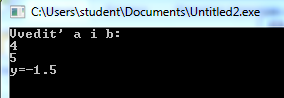 C:\Users\student\Documents\Untitled2.exe
Vvedit' a i b:
4
5
y=-1.5